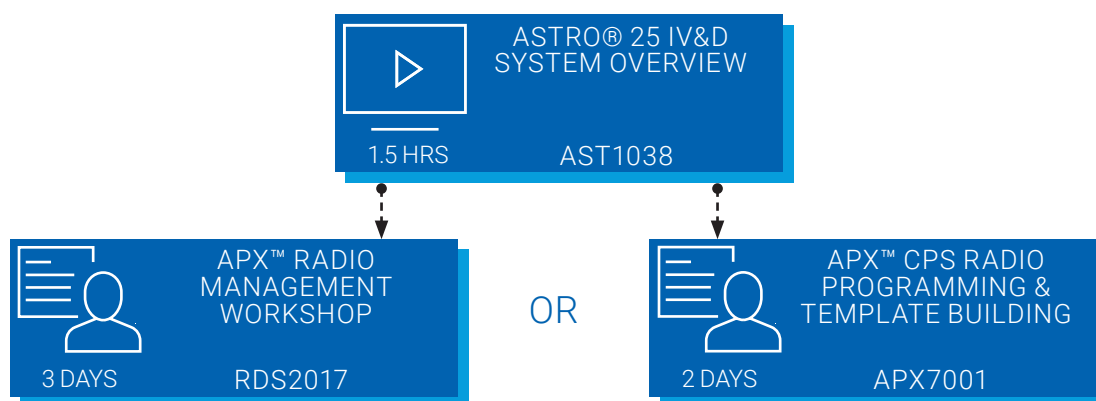 ASTRO® 25 IV&D
SYSTEM OVERVIEW
1.5 HRS
AST1038
APX™ RADIO
MANAGEMENT
WORKSHOP
3 DAYS
RDS2017
OR
APX™ CPS RADIO
PROGRAMMING &
TEMPLATE BUILDING
2 DAYS
APX7001